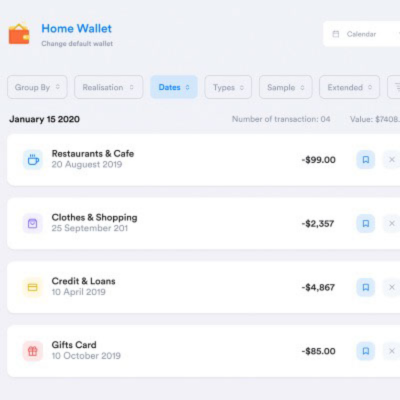 Home Wallet
Change default wallet
Calendar
Group By
Realisation
Dates
Types
Sample
Extended
January 15 2020
Number of transaction: 04
Value: $7408.
Restaurants & Cafe
20 Auguest 2019
-$99.00
Clothes & Shopping
25 September 201
-$2,357
Credit & Loans
10 April 2019
-$4,867
Gifts Card
10 October 2019
-$85.00